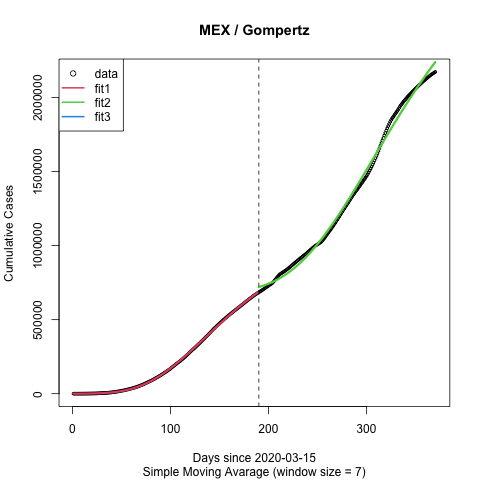 MEX / Gompertz
data
fit1
fit2
fit3
Cumulative Cases
0
500000
1000000
1500000
2000000
0
100
200
300
Days since 2020-03-15
Simple Moving Avarage (window size = 7)